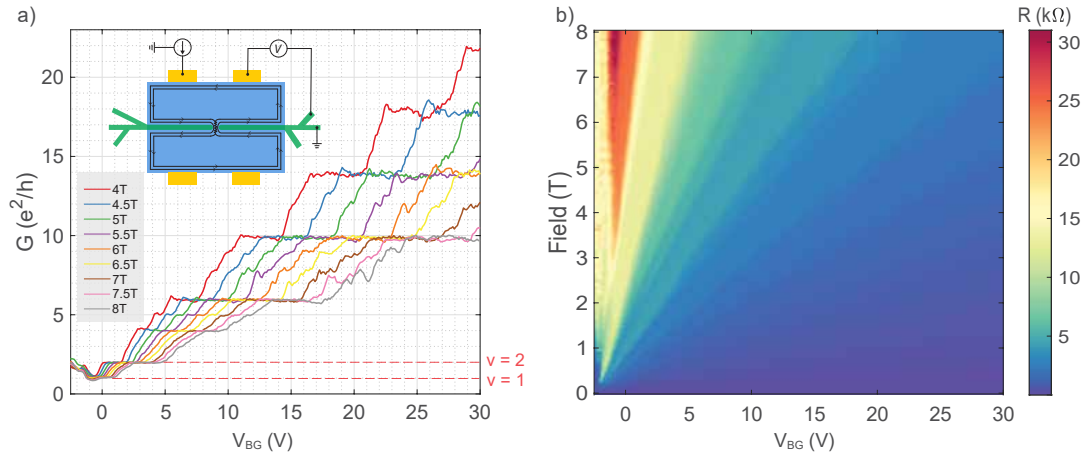 a)
G (e²/h)
20
15
10
5
0
V
4T
4.5T
5T
5.5T
6T
6.5T
7T
7.5T
8T
ν = 2
ν = 1
0 5 10 15 20 25 30
V_BG (V)
b)
R (kΩ)
Field (T)
8
7
6
5
4
3
2
1
0
0 5 10 15 20 25 30
V_BG (V)
30
25
20
15
10
5